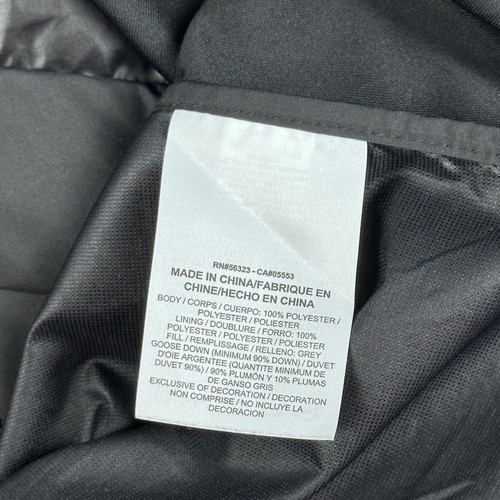 RN#56323 - CA#05553
MADE IN CHINA/FABRIQUE EN
CHINE/HECHO EN CHINA
BODY / CORPS / CUERPO: 100% POLYESTER /
POLYESTER / POLIESTER
LINING / DOUBLURE / FORRO: 100%
POLYESTER / POLYESTER / POLIESTER
FILL / REMPLISSAGE / RELLENO: GREY
GOOSE DOWN (MINIMUM 90% DOWN) / DUVET
D'OIE ARGENTEE (QUANTITE MINIMUM DE
DUVET 90%) / 90% PLUMÓN Y 10% PLUMAS
DE GANSO GRIS
EXCLUSIVE OF DECORATION / DECORATION
NON COMPRISE / NO INCLUYE LA
DECORACION